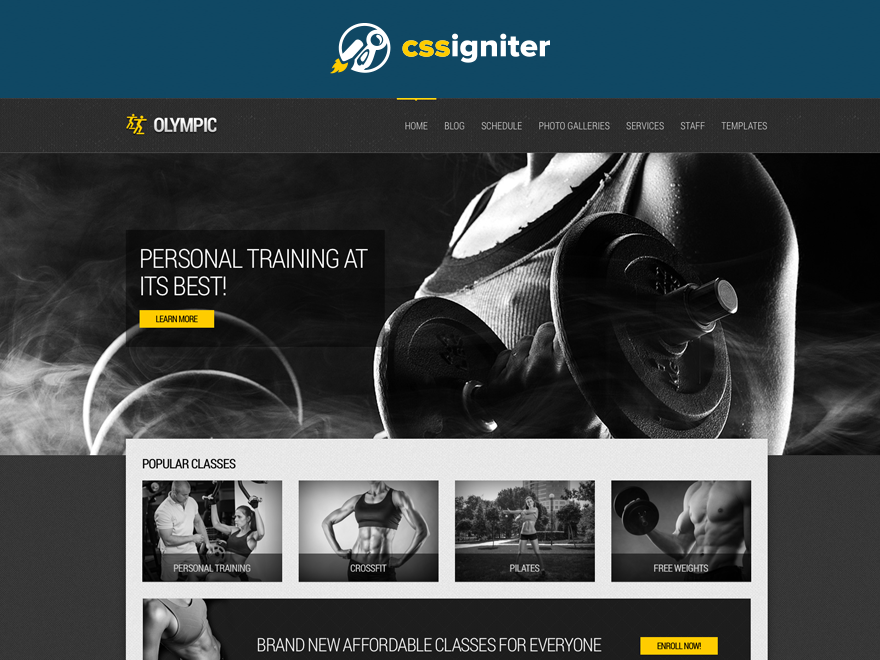 cssigniter
OLYMPIC
HOME BLOG SCHEDULE PHOTO GALLERIES SERVICES STAFF TEMPLATES
PERSONAL TRAINING AT
ITS BEST!
LEARN MORE
POPULAR CLASSES
PERSONAL TRAINING CROSSFIT PILATES FREE WEIGHTS
BRAND NEW AFFORDABLE CLASSES FOR EVERYONE ENROLL NOW!